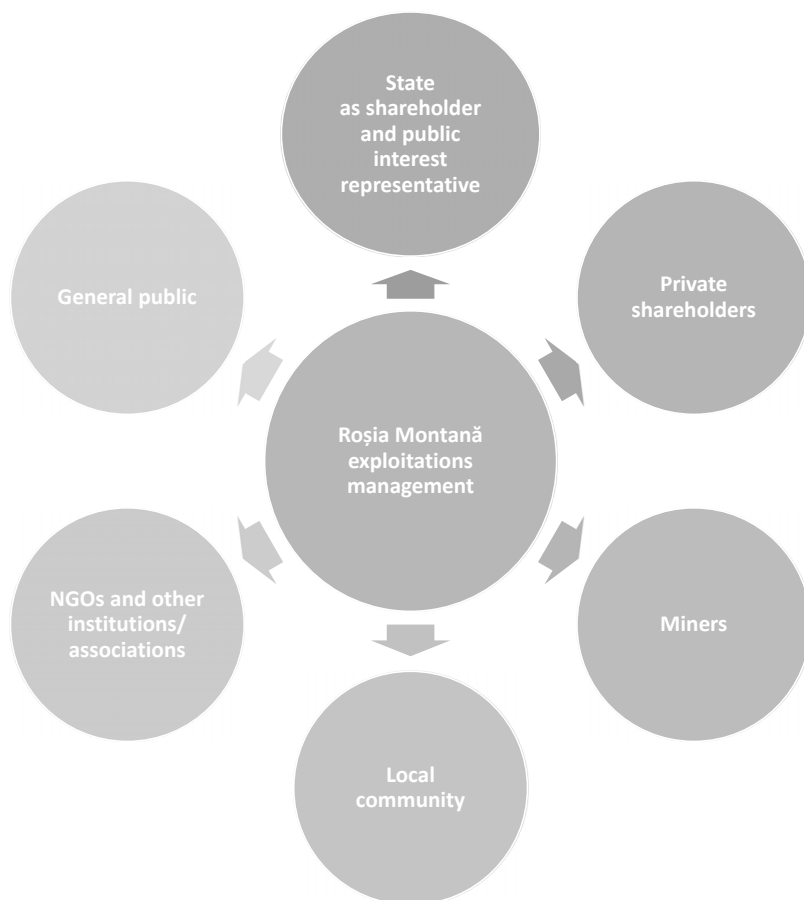 State
as shareholder
and public
interest
representative
Private
shareholders
Miners
Local
community
NGOs and other
institutions/
associations
General public
Roșia Montană
exploitations
management